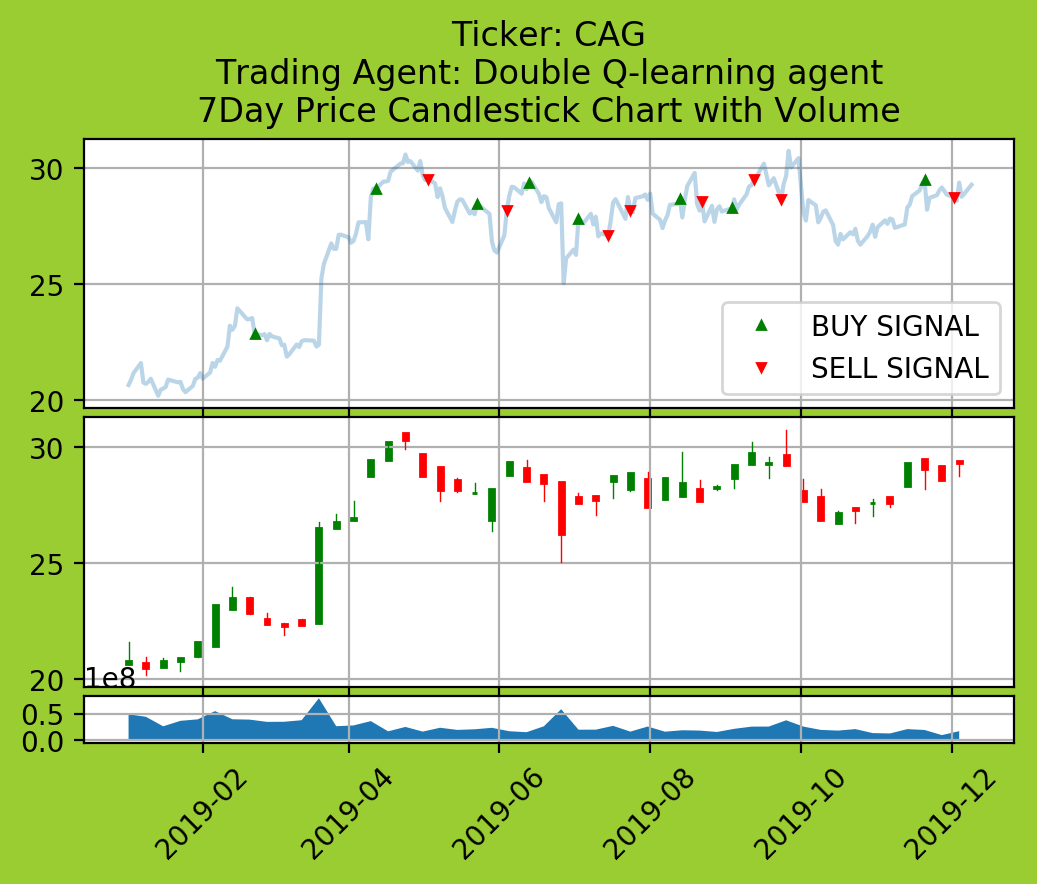 Ticker: CAG
Trading Agent: Double Q-learning agent
7Day Price Candlestick Chart with Volume
30
25
20
BUY SIGNAL
SELL SIGNAL
30
25
20
1e8
0.5
0.0
2019-02
2019-04
2019-06
2019-08
2019-10
2019-12